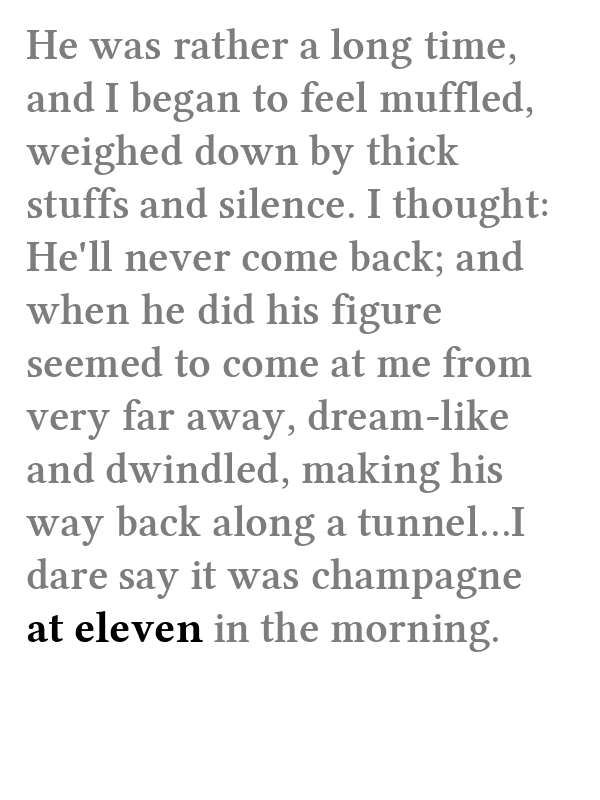 He was rather a long time,
and I began to feel muffled,
weighed down by thick
stuffs and silence. I thought:
He'll never come back; and
when he did his figure
seemed to come at me from
very far away, dream-like
and dwindled, making his
way back along a tunnel...I
dare say it was champagne
at eleven in the morning.